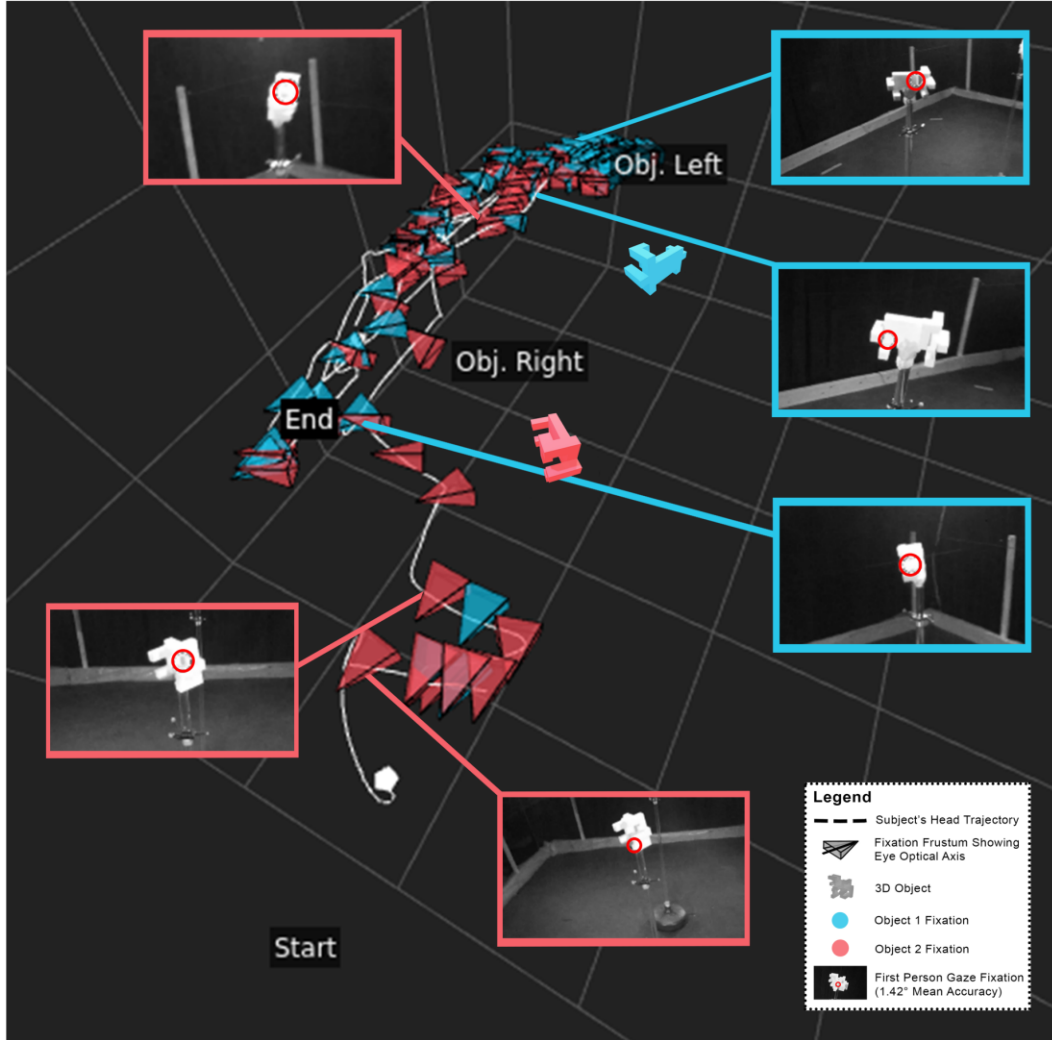 Obj. Left
Obj. Right
End
Start
Legend
Subject's Head Trajectory
Fixation Frustum Showing
Eye Optical Axis
3D Object
Object 1 Fixation
Object 2 Fixation
First Person Gaze Fixation
(1.42° Mean Accuracy)